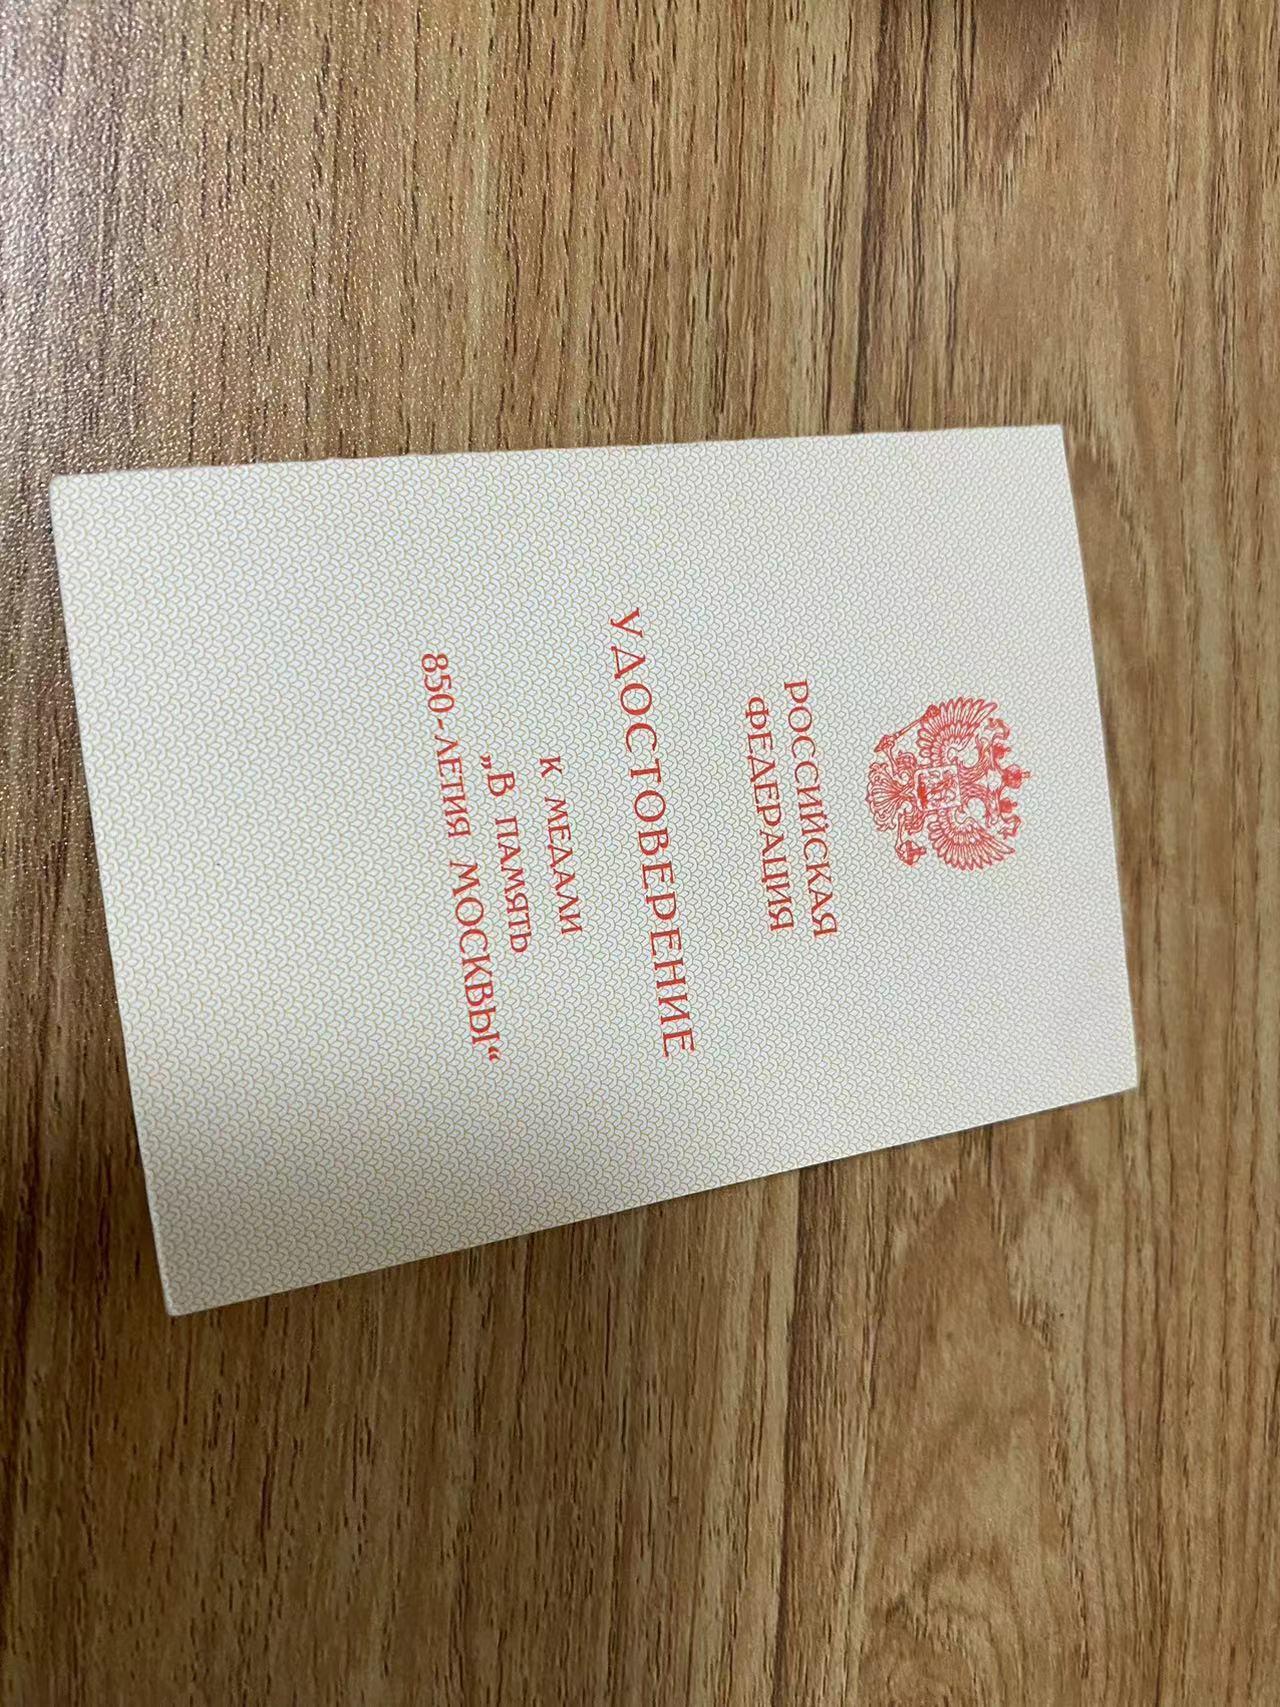 РОССИЙСКАЯ
ФЕДЕРАЦИЯ
УДОСТОВЕРЕНИЕ
К МЕДАЛИ
„В ПАМЯТЬ
850-ЛЕТИЯ МОСКВЫ“